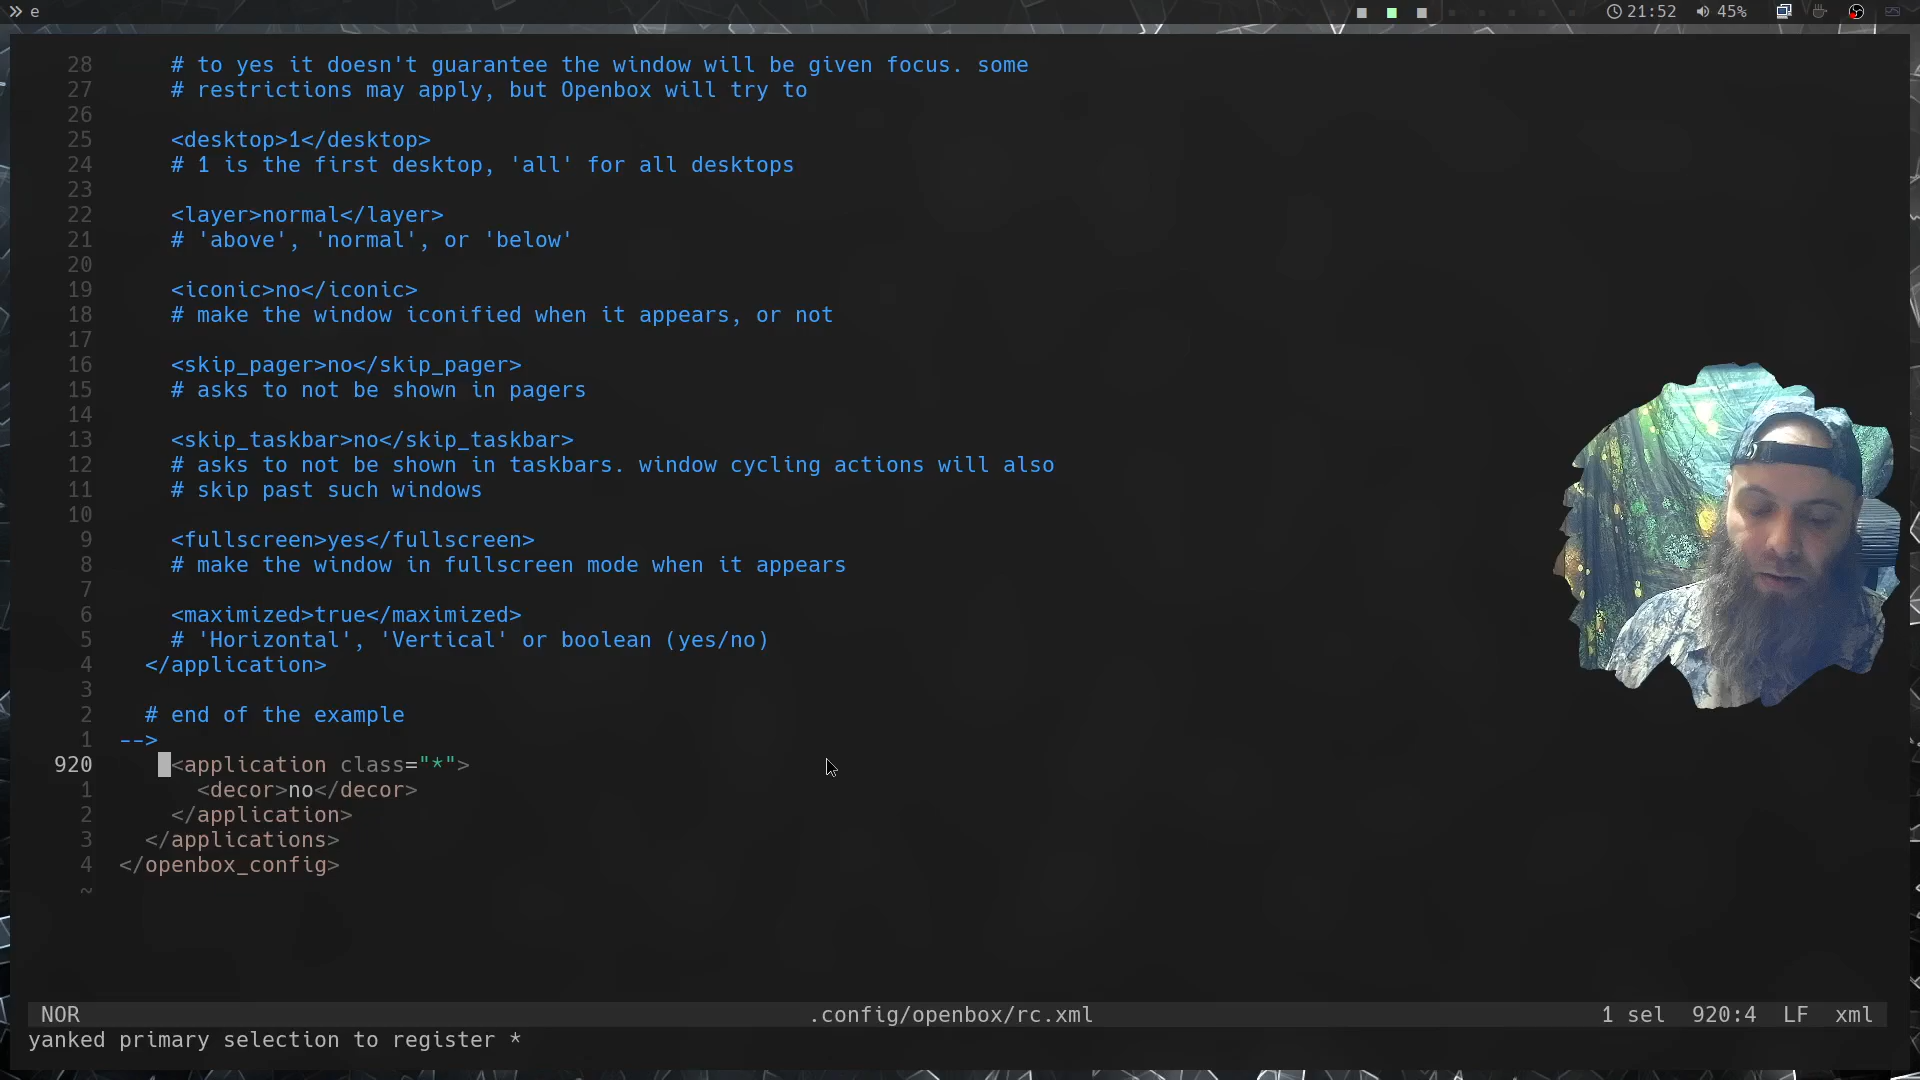 e
21:52 45%
28 # to yes it doesn't guarantee the window will be given focus. some
27 # restrictions may apply, but Openbox will try to
26
25 <desktop>1</desktop>
24 # 1 is the first desktop, 'all' for all desktops
23
22 <layer>normal</layer>
21 # 'above', 'normal', or 'below'
20
19 <iconic>no</iconic>
18 # make the window iconified when it appears, or not
17
16 <skip_pager>no</skip_pager>
15 # asks to not be shown in pagers
14
13 <skip_taskbar>no</skip_taskbar>
12 # asks to not be shown in taskbars. window cycling actions will also
11 # skip past such windows
10
9 <fullscreen>yes</fullscreen>
8 # make the window in fullscreen mode when it appears
7
6 <maximized>true</maximized>
5 # 'Horizontal', 'Vertical' or boolean (yes/no)
4 </application>
3
2 # end of the example
1 -->
920 <application class="*">
1 <decor>no</decor>
2 </application>
3 </applications>
4 </openbox_config>
~
NOR .config/openbox/rc.xml 1 sel 920:4 LF xml
yanked primary selection to register *